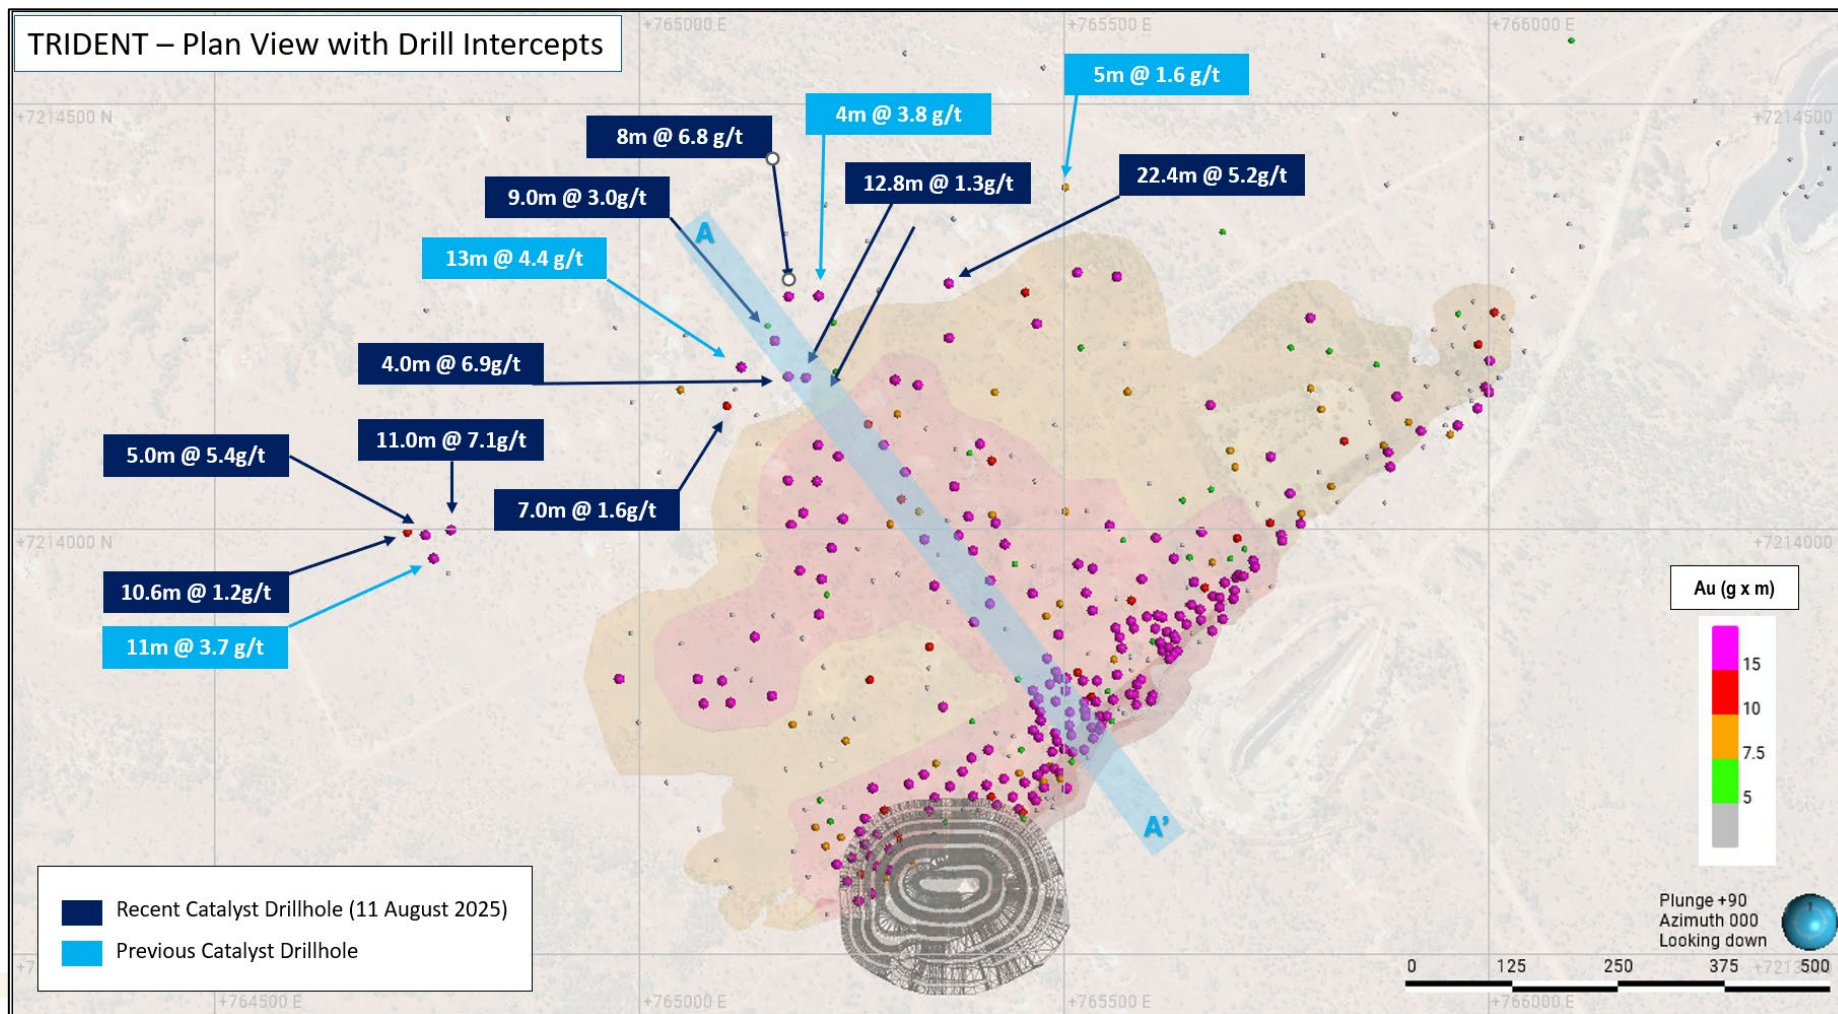 TRIDENT – Plan View with Drill Intercepts
+765000 E
+765500 E
+766000 E
5m @ 1.6 g/t
4m @ 3.8 g/t
+7214500 N
+7214500
8m @ 6.8 g/t
12.8m @ 1.3g/t
22.4m @ 5.2g/t
9.0m @ 3.0g/t
A
13m @ 4.4 g/t
4.0m @ 6.9g/t
11.0m @ 7.1g/t
5.0m @ 5.4g/t
7.0m @ 1.6g/t
+7214000 N
+7214000
10.6m @ 1.2g/t
Au (g x m)
11m @ 3.7 g/t
15
10
7.5
5
A’
Recent Catalyst Drillhole (11 August 2025)
Previous Catalyst Drillhole
Plunge +90
Azimuth 000
Looking down
0 125 250 375 500
+764500 E
+765000 E
+765500 E
+766000 E